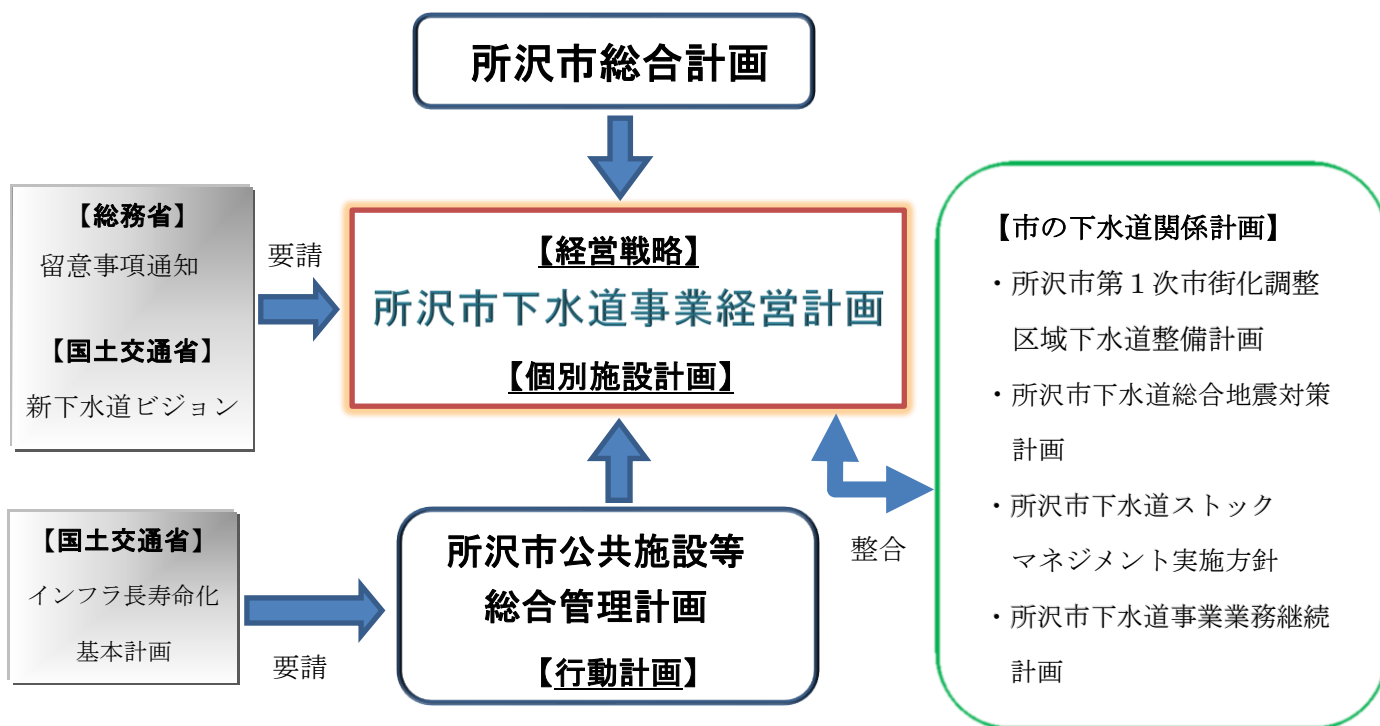 所沢市総合計画
【総務省】
留意事項通知
【国土交通省】
新下水道ビジョン
要請
【経営戦略】
所沢市下水道事業経営計画
【個別施設計画】
【国土交通省】
インフラ長寿命化
基本計画
要請
所沢市公共施設等
総合管理計画
【行動計画】
整合
【市の下水道関係計画】
・所沢市第１次市街化調整
区域下水道整備計画
・所沢市下水道総合地震対策
計画
・所沢市下水道ストック
マネジメント実施方針
・所沢市下水道事業業務継続
計画